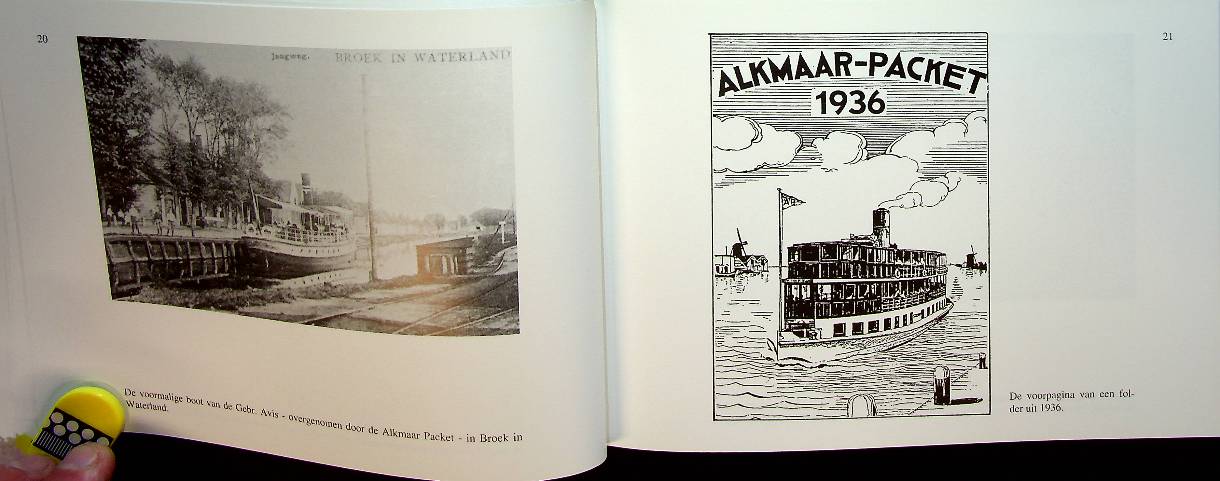 20
Jaagweg. BROEK IN WATERLAND
De voormalige boot van de Gebr. Avis - overgenomen door de Alkmaar Packet - in Broek in
Waterland.
21
ALKMAAR-PACKET
1936
De voorpagina van een fol-
der uit 1936.